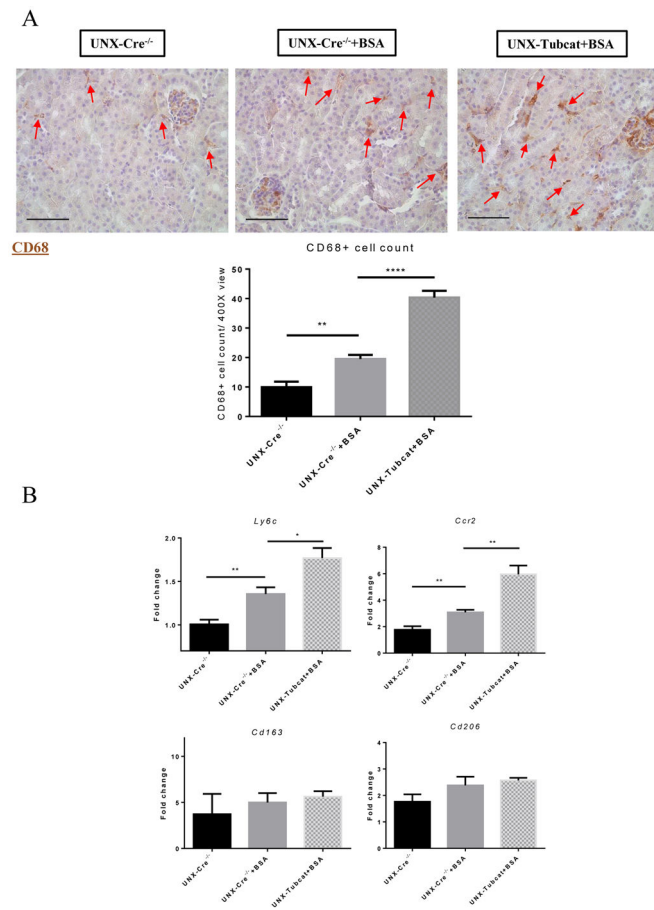 A
UNX-Cre-/-
UNX-Cre-/-+BSA
UNX-Tubcat+BSA
CD68
CD68+ cell count
CD68+ cell count/ 400X view
50
40
30
20
10
0
**
****
UNX-Cre-/-
UNX-Cre-/-+BSA
UNX-Tubcat+BSA
B
Ly6c
Fold change
2.0
1.5
1.0
**
*
UNX-Cre-/-
UNX-Cre-/-+BSA
UNX-Tubcat+BSA
Ccr2
Fold change
8
6
4
2
0
**
**
UNX-Cre-/-
UNX-Cre-/-+BSA
UNX-Tubcat+BSA
Cd163
Fold change
10
5
0
UNX-Cre-/-
UNX-Cre-/-+BSA
UNX-Tubcat+BSA
Cd206
Fold change
4
3
2
1
0
UNX-Cre-/-
UNX-Cre-/-+BSA
UNX-Tubcat+BSA